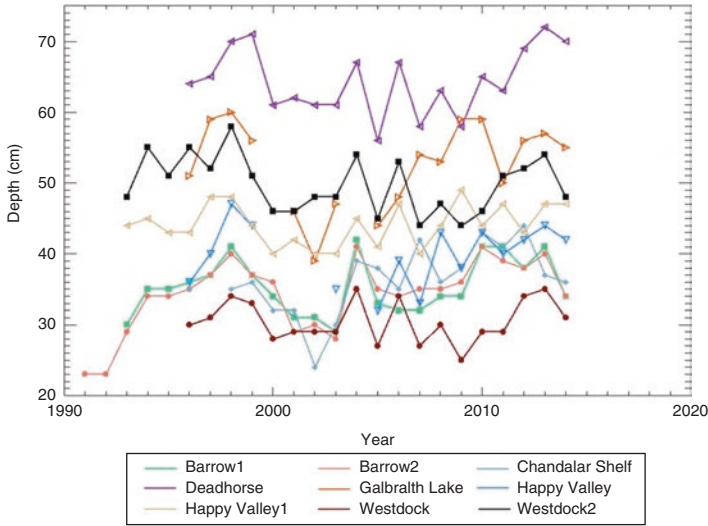 70
60
50
40
30
20
Depth (cm)
1990
2000
2010
2020
Year
Barrow1
Barrow2
Chandalar Shelf
Deadhorse
Galbralth Lake
Happy Valley
Happy Valley1
Westdock
Westdock2